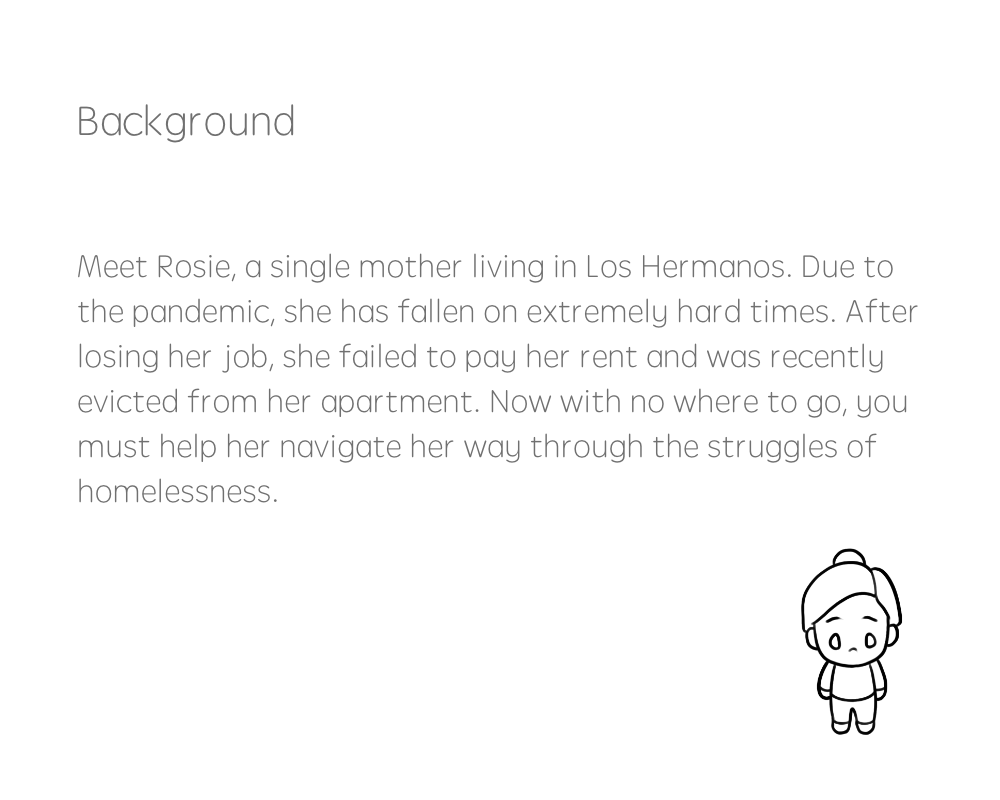 Background
Meet Rosie, a single mother living in Los Hermanos. Due to
the pandemic, she has fallen on extremely hard times. After
losing her job, she failed to pay her rent and was recently
evicted from her apartment. Now with no where to go, you
must help her navigate her way through the struggles of
homelessness.